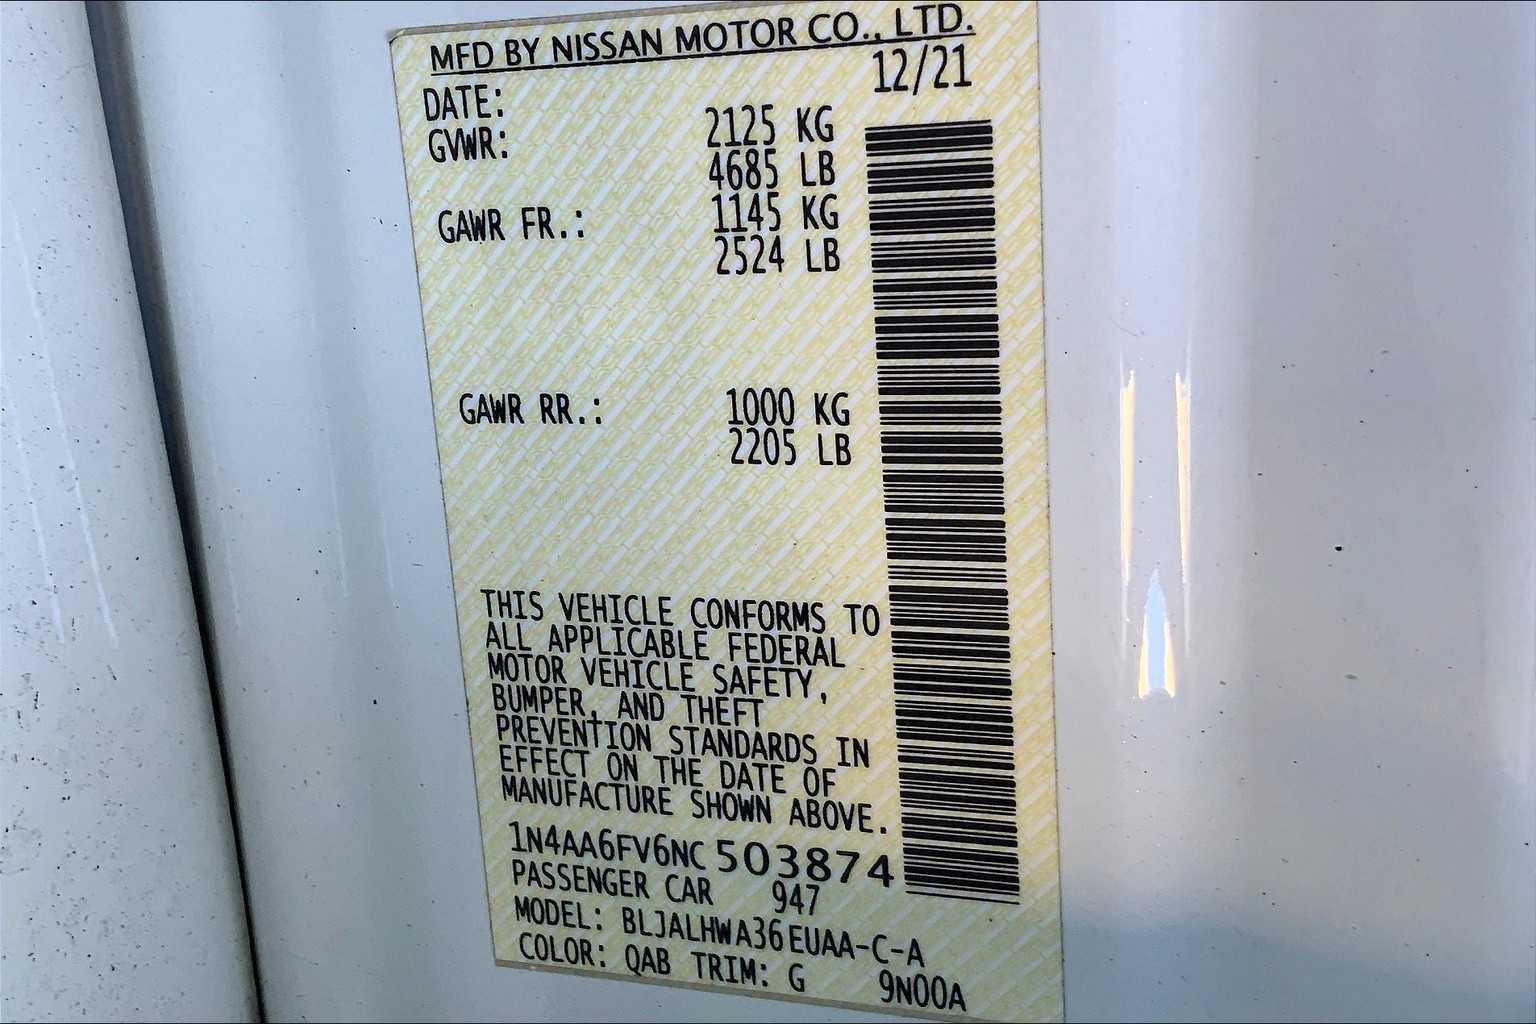 MFD BY NISSAN MOTOR CO., LTD.
DATE: 12/21
GVWR: 2125 KG
4685 LB
GAWR FR.: 1145 KG
2524 LB
GAWR RR.: 1000 KG
2205 LB
THIS VEHICLE CONFORMS TO
ALL APPLICABLE FEDERAL
MOTOR VEHICLE SAFETY,
BUMPER, AND THEFT
PREVENTION STANDARDS IN
EFFECT ON THE DATE OF
MANUFACTURE SHOWN ABOVE.
1N4AA6FV6NC503874
PASSENGER CAR 947
MODEL: BLJALHWA36EUAA-C-A
COLOR: QAB TRIM: G 9N00A